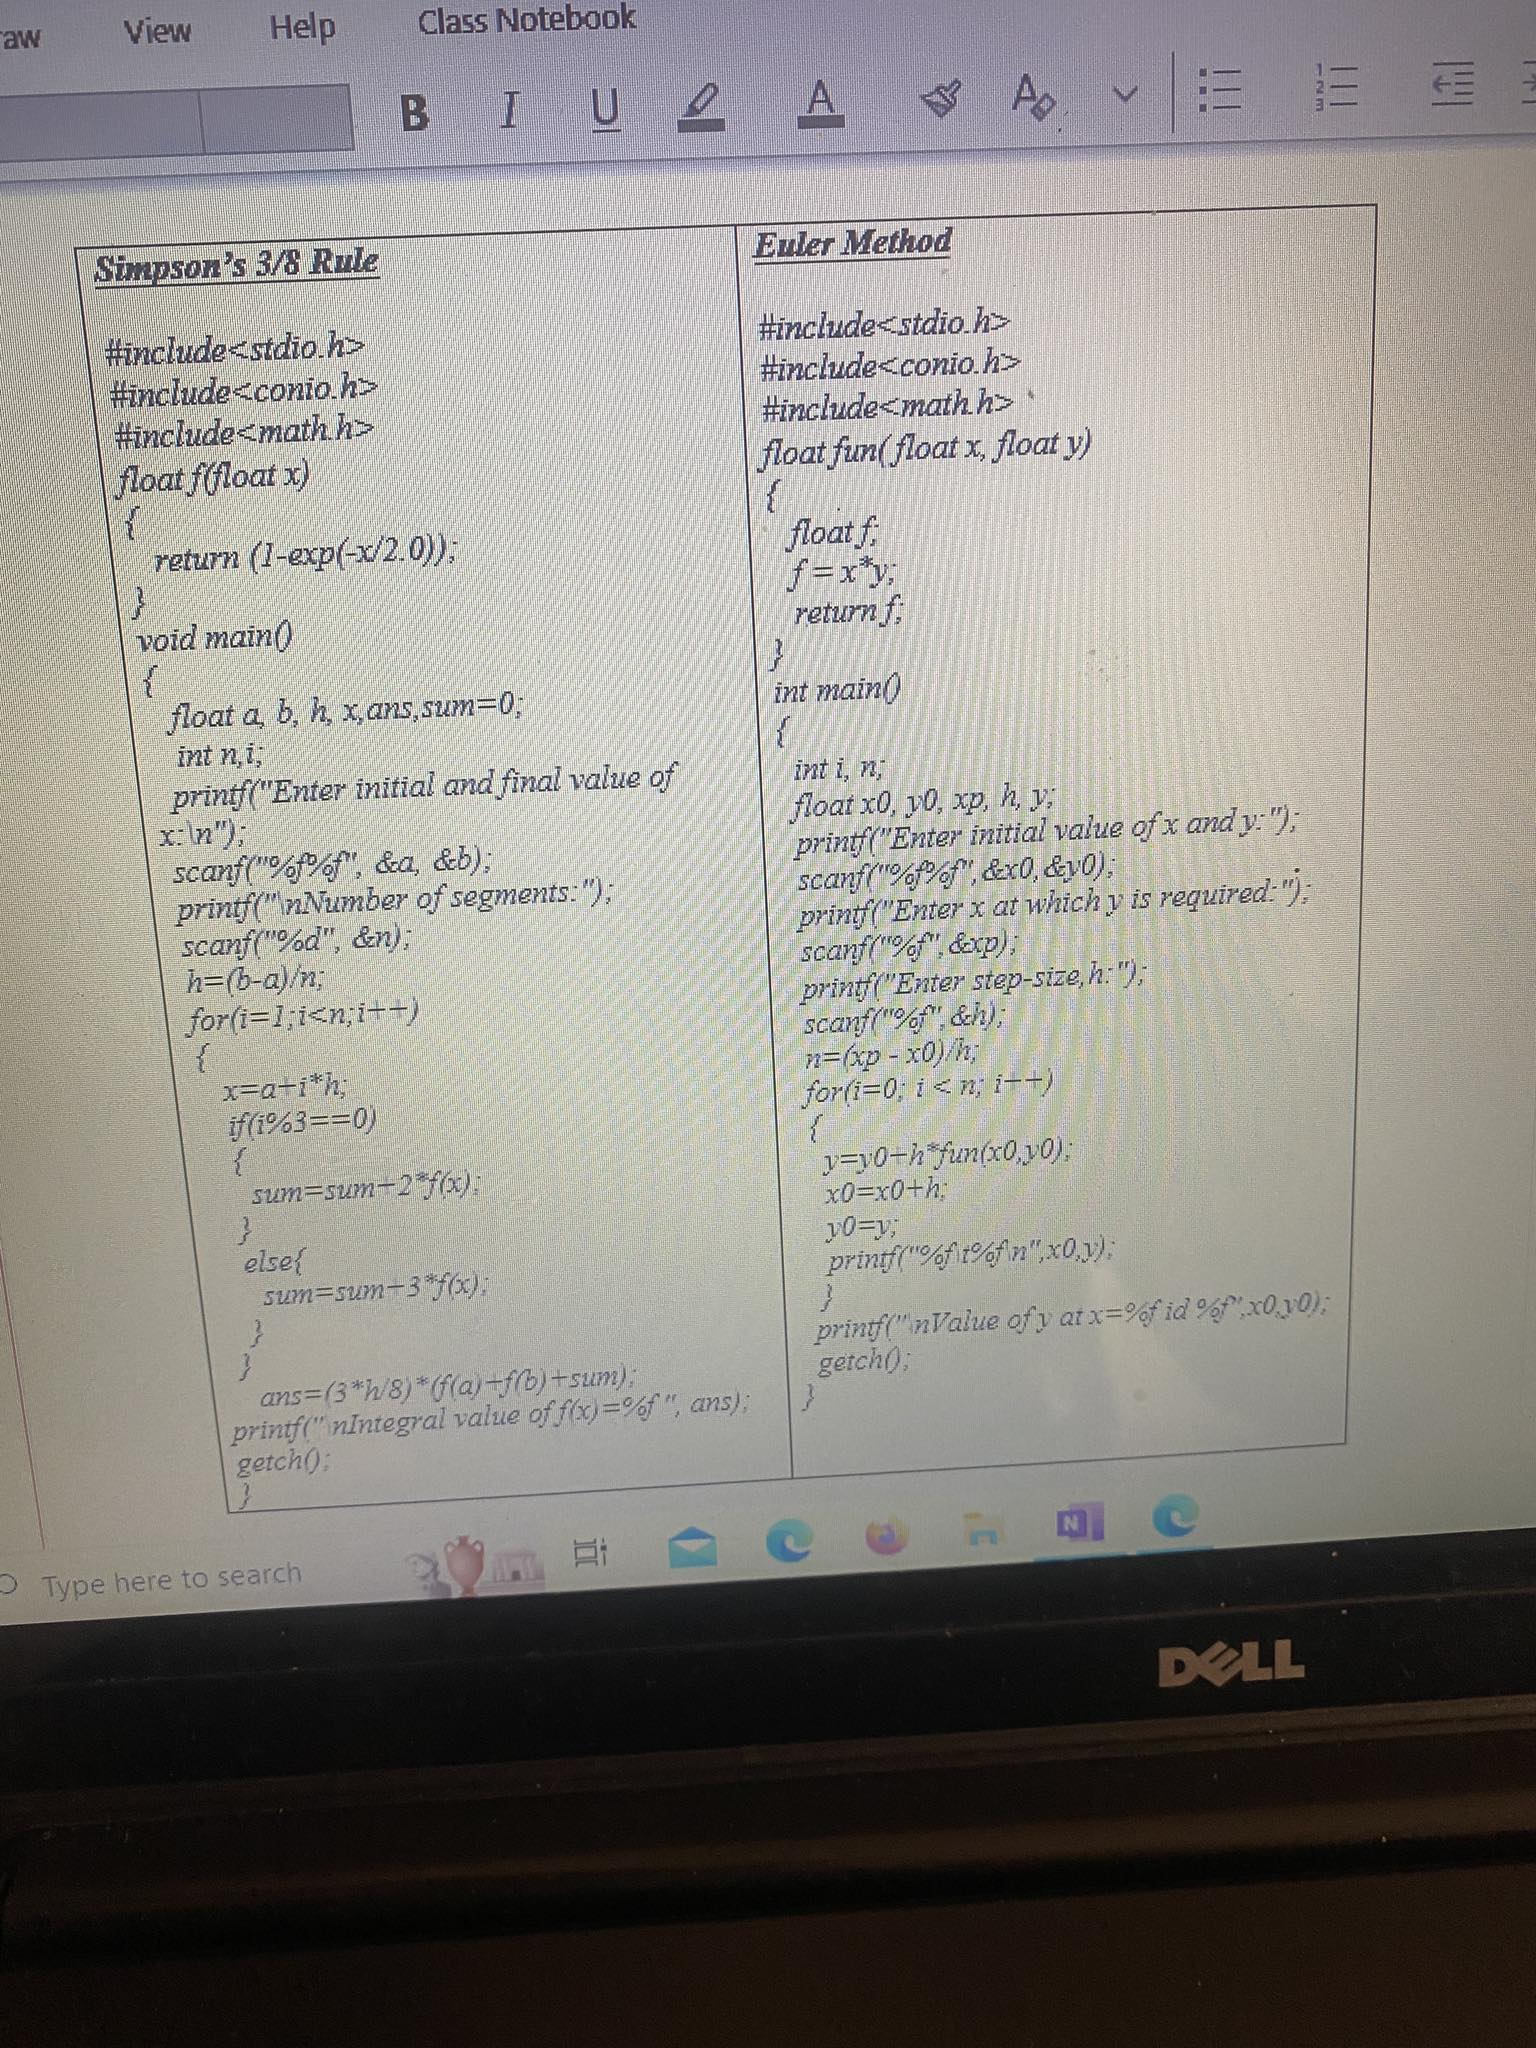 View
Help
Class Notebook
B I U A A
Simpson's 3/8 Rule
#include<stdio.h>
#include<conio.h>
#include<math.h>
float f(float x)
{
return (1-exp(-x/2.0));
}
void main()
{
float a, b, h, x,ans,sum=0;
int n,i;
printf("Enter initial and final value of
x:\n");
scanf("%f%f", &a, &b);
printf("\nNumber of segments:");
scanf("%d", &n);
h=(b-a)/n;
for(i=1;i<n;i++)
{
x=a+i*h;
if(i%3==0)
{
sum=sum+2*f(x);
}
else{
sum=sum+3*f(x);
}
}
ans=(3*h/8)*(f(a)+f(b)+sum);
printf("\nIntegral value of f(x)=%f ", ans);
getch();
}
Euler Method
#include<stdio.h>
#include<conio.h>
#include<math.h>
float fun( float x, float y)
{
float f;
f = x*y;
return f;
}
int main()
{
int i, n;
float x0, y0, xp, h, y;
printf("Enter initial value of x and y: ");
scanf("%f%f",&x0,&y0);
printf("Enter x at which y is required: ");
scanf("%f",&xp);
printf("Enter step-size,h: ");
scanf("%f",&h);
n=(xp - x0)/h;
for(i=0; i < n; i++)
{
y=y0+h*fun(x0,y0);
x0=x0+h;
y0=y;
printf("%f\t%f\n",x0,y);
}
printf("\nValue of y at x=%f id %f",x0,y0);
getch();
}
Type here to search
N
DELL